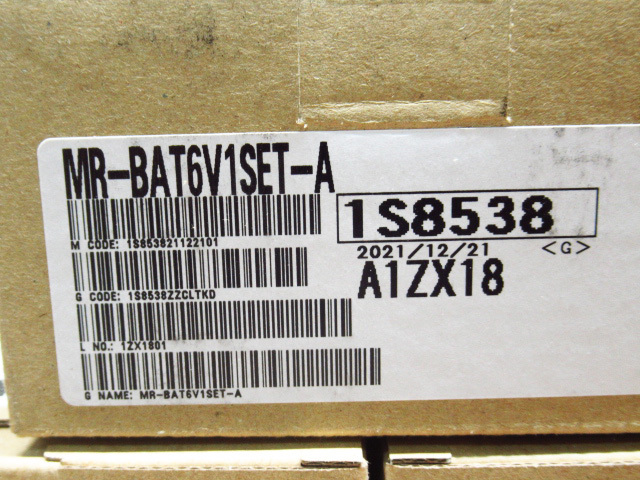 MR-BAT6V1SET-A
1S8538
M CODE: 1S853821122101
2021/12/21 <G>
A1ZX18
G CODE: 1S8538ZZCLTKD
L NO.: 1ZX1801
G NAME: MR-BAT6V1SET-A